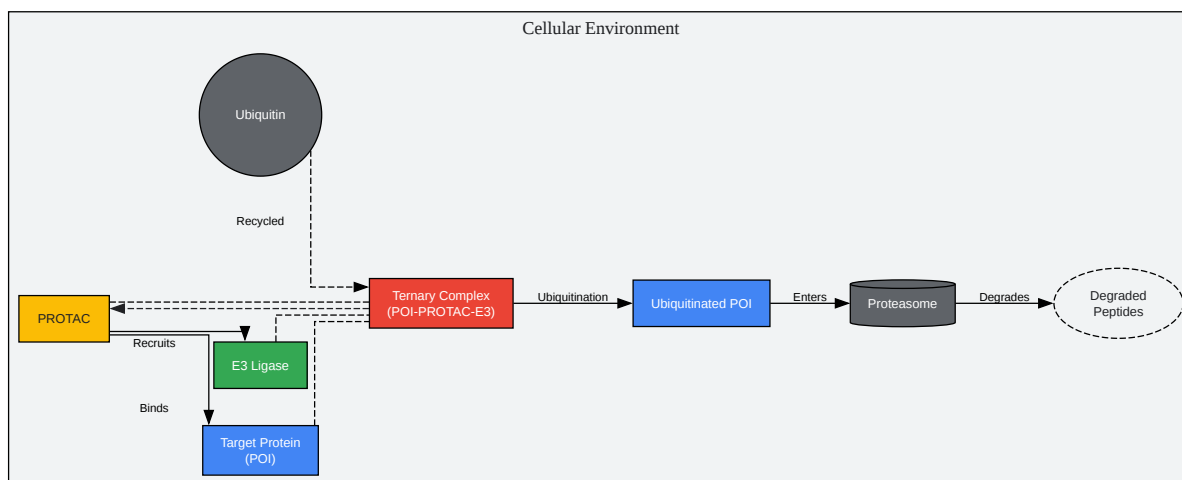 Cellular Environment
Ubiquitin
Recycled
PROTAC
Recruits
E3 Ligase
Binds
Target Protein
(POI)
Ternary Complex
(POI-PROTAC-E3)
Ubiquitination
Ubiquitinated POI
Enters
Proteasome
Degrades
Degraded
Peptides